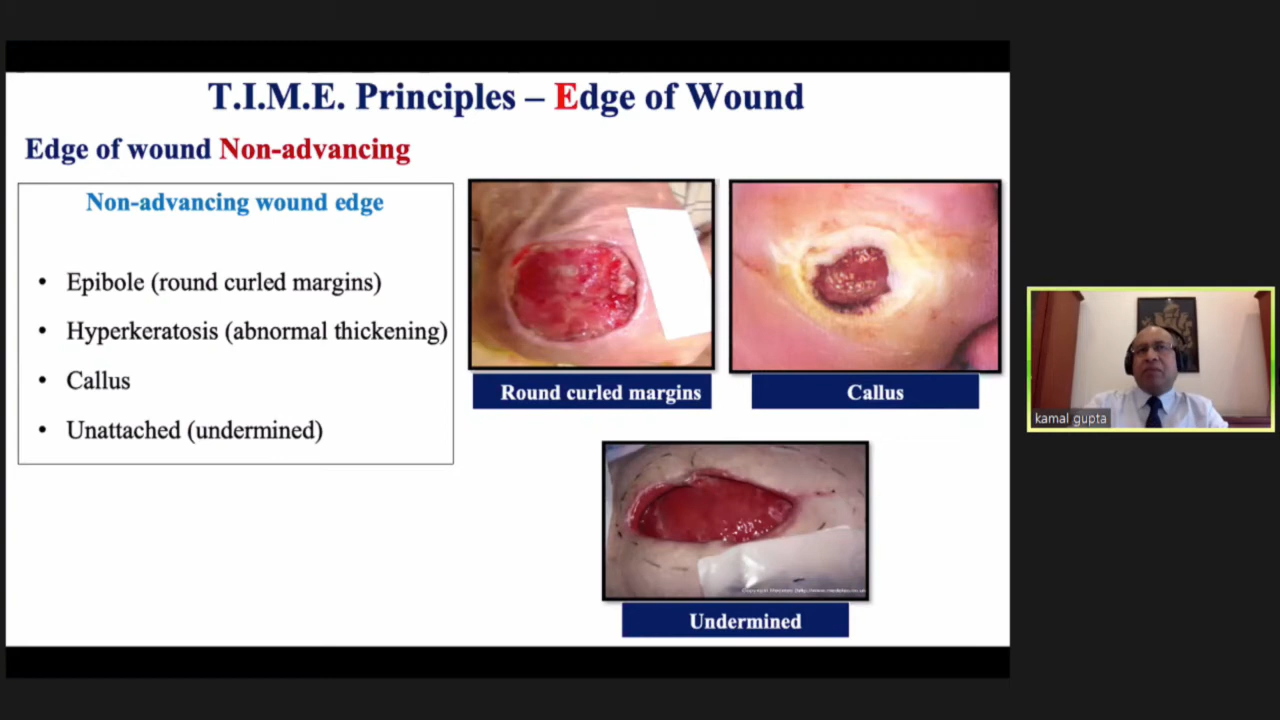 T.I.M.E. Principles – Edge of Wound
Edge of wound Non-advancing
Non-advancing wound edge
• Epibole (round curled margins)
• Hyperkeratosis (abnormal thickening)
• Callus
• Unattached (undermined)
Round curled margins
Callus
Undermined
kamal gupta